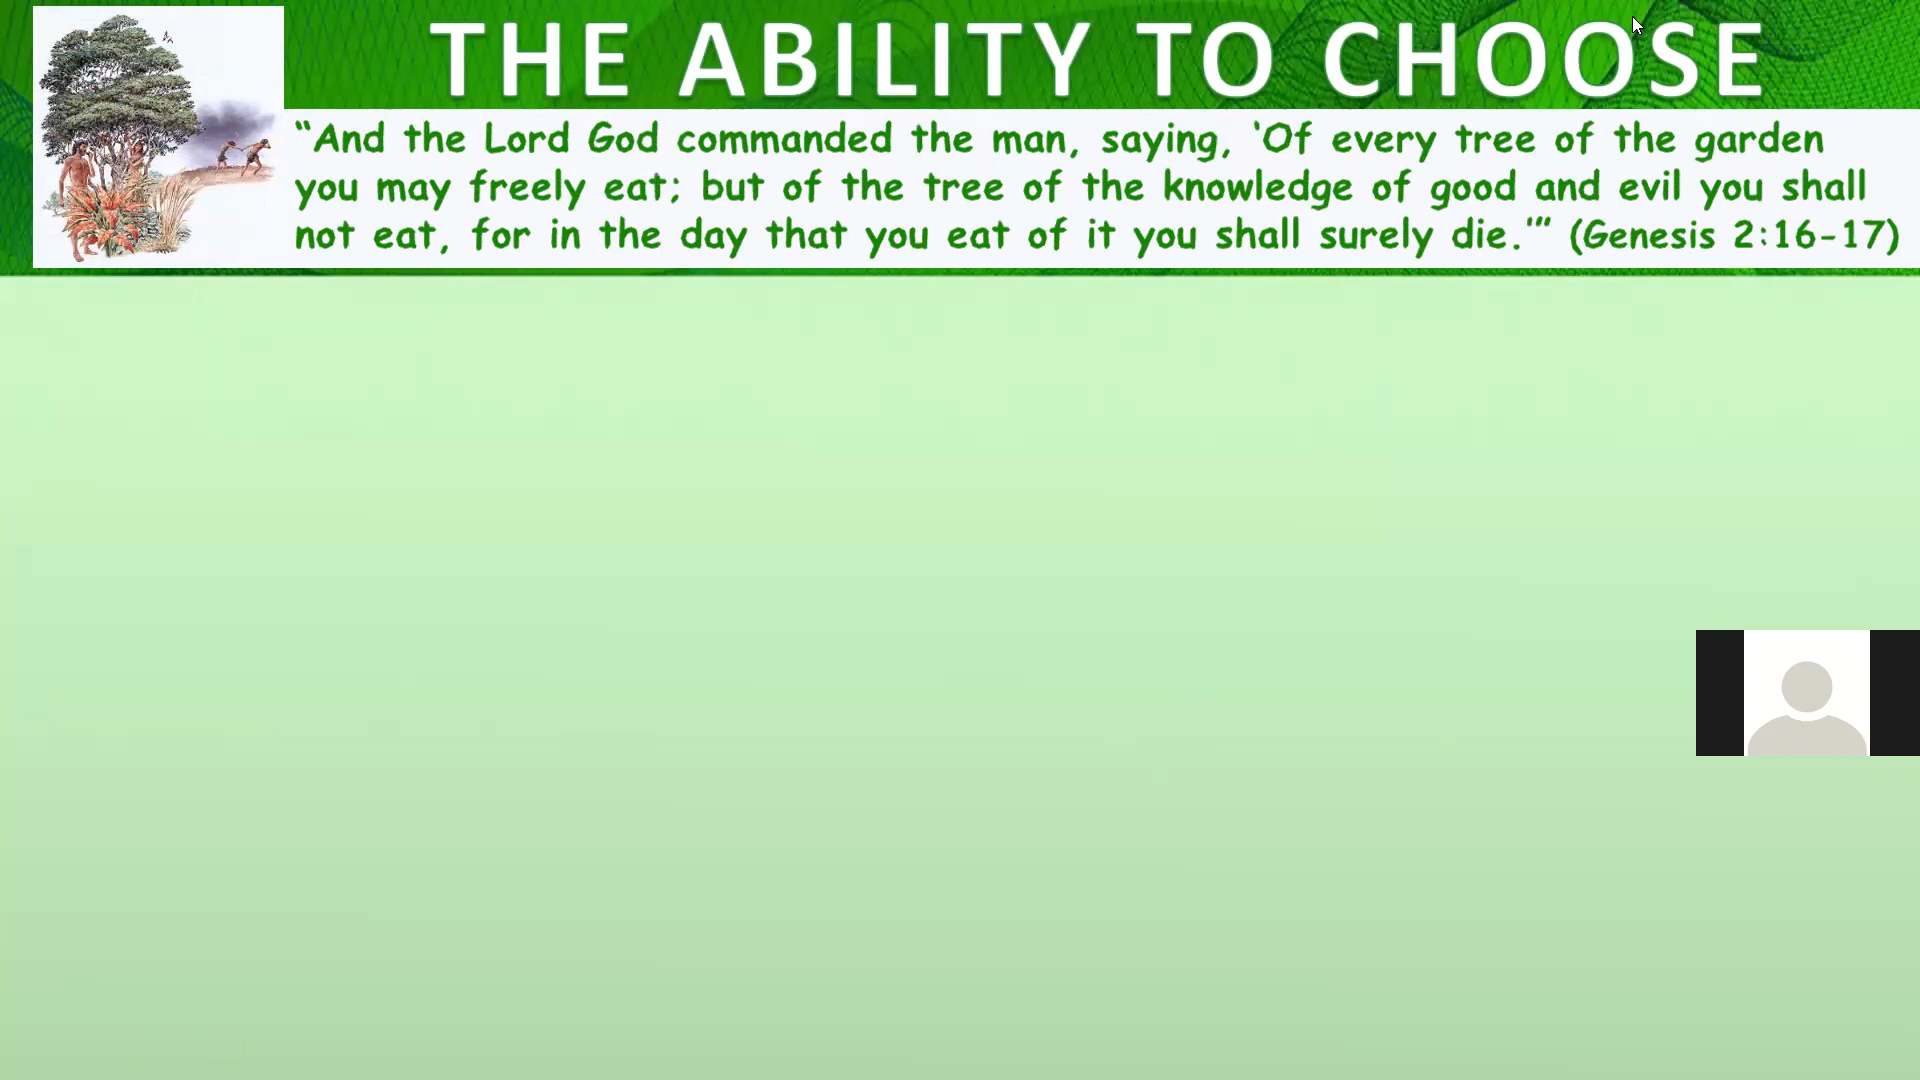 THE ABILITY TO CHOOSE
“And the Lord God commanded the man, saying, ‘Of every tree of the garden
you may freely eat; but of the tree of the knowledge of good and evil you shall
not eat, for in the day that you eat of it you shall surely die.’” (Genesis 2:16-17)